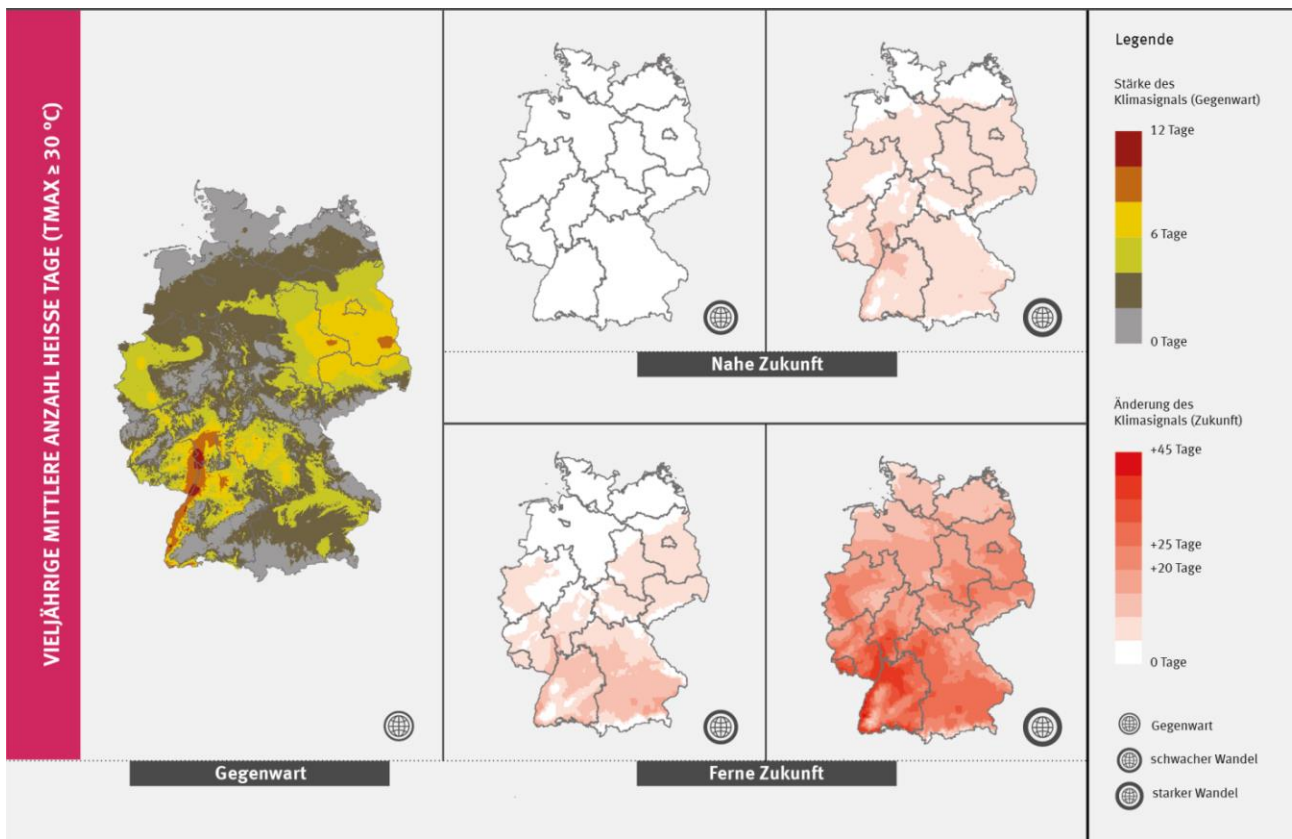 VIELJÄHRIGE MITTLERE ANZAHL HEISSE TAGE (TMAX ≥ 30 °C)
Gegenwart
Nahe Zukunft
Ferne Zukunft
Legende
Stärke des
Klimasignals (Gegenwart)
12 Tage
6 Tage
0 Tage
Änderung des
Klimasignals (Zukunft)
+45 Tage
+25 Tage
+20 Tage
0 Tage
Gegenwart
schwacher Wandel
starker Wandel